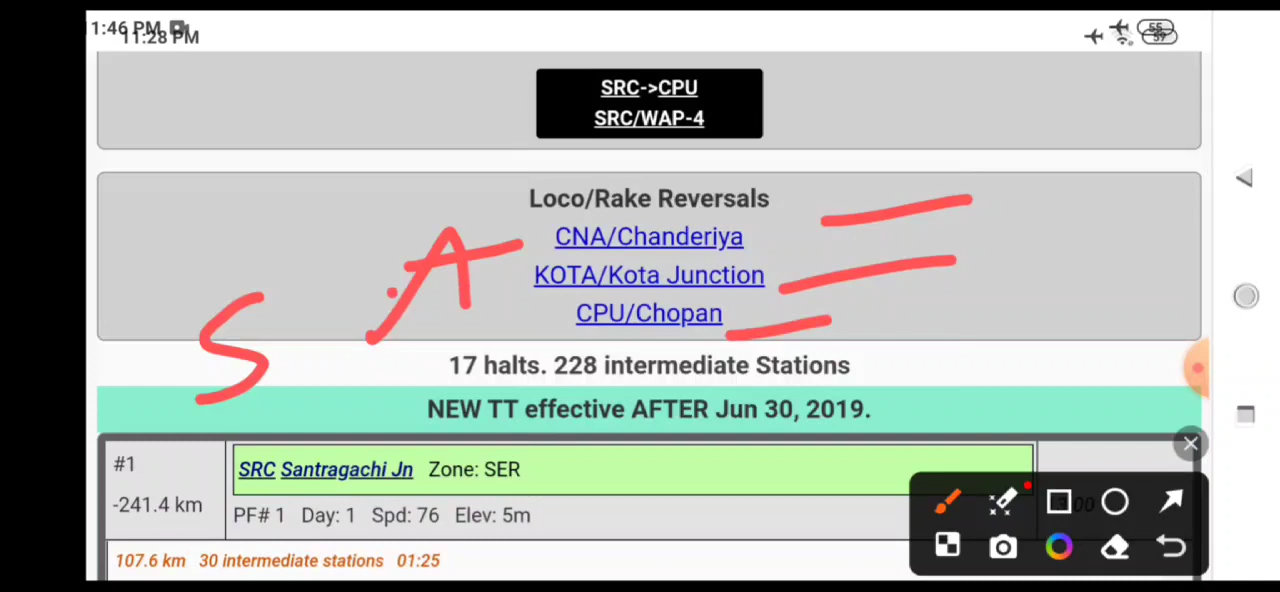 1:46 PM
11:28 PM
55
59
SRC->CPU
SRC/WAP-4
Loco/Rake Reversals
CNA/Chanderiya
KOTA/Kota Junction
CPU/Chopan
S A
17 halts. 228 intermediate Stations
NEW TT effective AFTER Jun 30, 2019.
#1 SRC Santragachi Jn Zone: SER
-241.4 km PF# 1 Day: 1 Spd: 76 Elev: 5m
107.6 km 30 intermediate stations 01:25